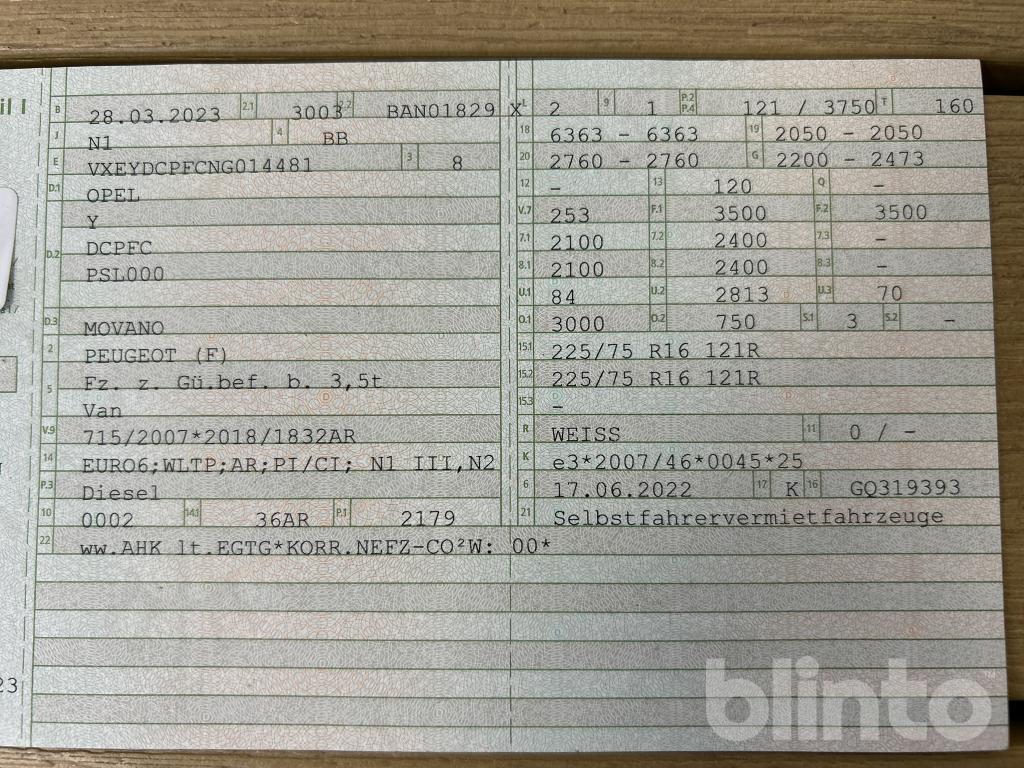 il I
B 28.03.2023 2.1 3003 2.2 BAN01829 X L 2 9 1 P.2 P.4 121 / 3750 T 160
J N1 4 BB 18 6363 - 6363 19 2050 - 2050
E VXEYDCPFCNG014481 3 8 20 2760 - 2760 G 2200 - 2473
D.1 OPEL 12 - 13 120 Q -
Y V.7 253 F.1 3500 F.2 3500
D.2 DCPFC 7.1 2100 7.2 2400 7.3 -
PSL000 8.1 2100 8.2 2400 8.3 -
U.1 84 U.2 2813 U.3 70
D.3 MOVANO O.1 3000 O.2 750 S.1 3 S.2 -
2 PEUGEOT (F) 15.1 225/75 R16 121R
5 Fz. z. Gü.bef. b. 3,5t 15.2 225/75 R16 121R
Van 15.3 -
V.9 715/2007*2018/1832AR R WEISS 11 0 / -
14 EURO6;WLTP;AR;PI/CI; N1 III,N2 K e3*2007/46*0045*25
P.3 Diesel 6 17.06.2022 17 K 16 GQ319393
10 0002 14.1 36AR P.1 2179 21 Selbstfahrervermietfahrzeuge
22 ww.AHK lt.EGTG*KORR.NEFZ-CO²W: 00*
23
blinto